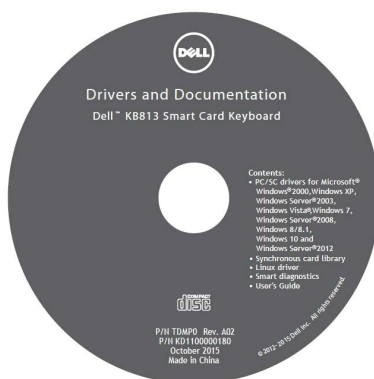 DELL
Drivers and Documentation
Dell™ KB813 Smart Card Keyboard
Contents:
• PC/SC drivers for Microsoft®
Windows®2000,Windows XP,
Windows Server®2003,
Windows Vista®,Windows 7,
Windows Server®2008,
Windows 8/8.1,
Windows 10 and
Windows Server®2012
• Synchronous card library
• Linux driver
• Smart diagnostics
• User's Guide
COMPACT
disc
P/N TDMP0 Rev. A02
P/N KD1100000180
October 2015
Made in China
© 2012-2015 Dell Inc. All rights reserved.